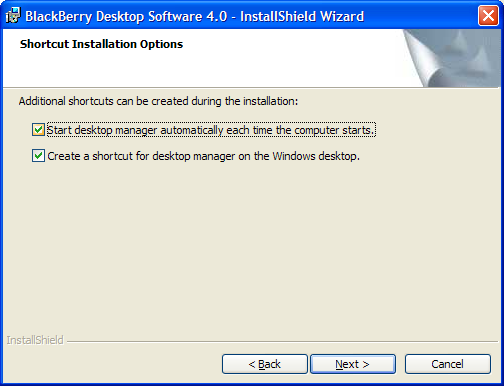 BlackBerry Desktop Software 4.0 - InstallShield Wizard
Shortcut Installation Options
Additional shortcuts can be created during the installation:
Start desktop manager automatically each time the computer starts.
Create a shortcut for desktop manager on the Windows desktop.
InstallShield
< Back Next > Cancel